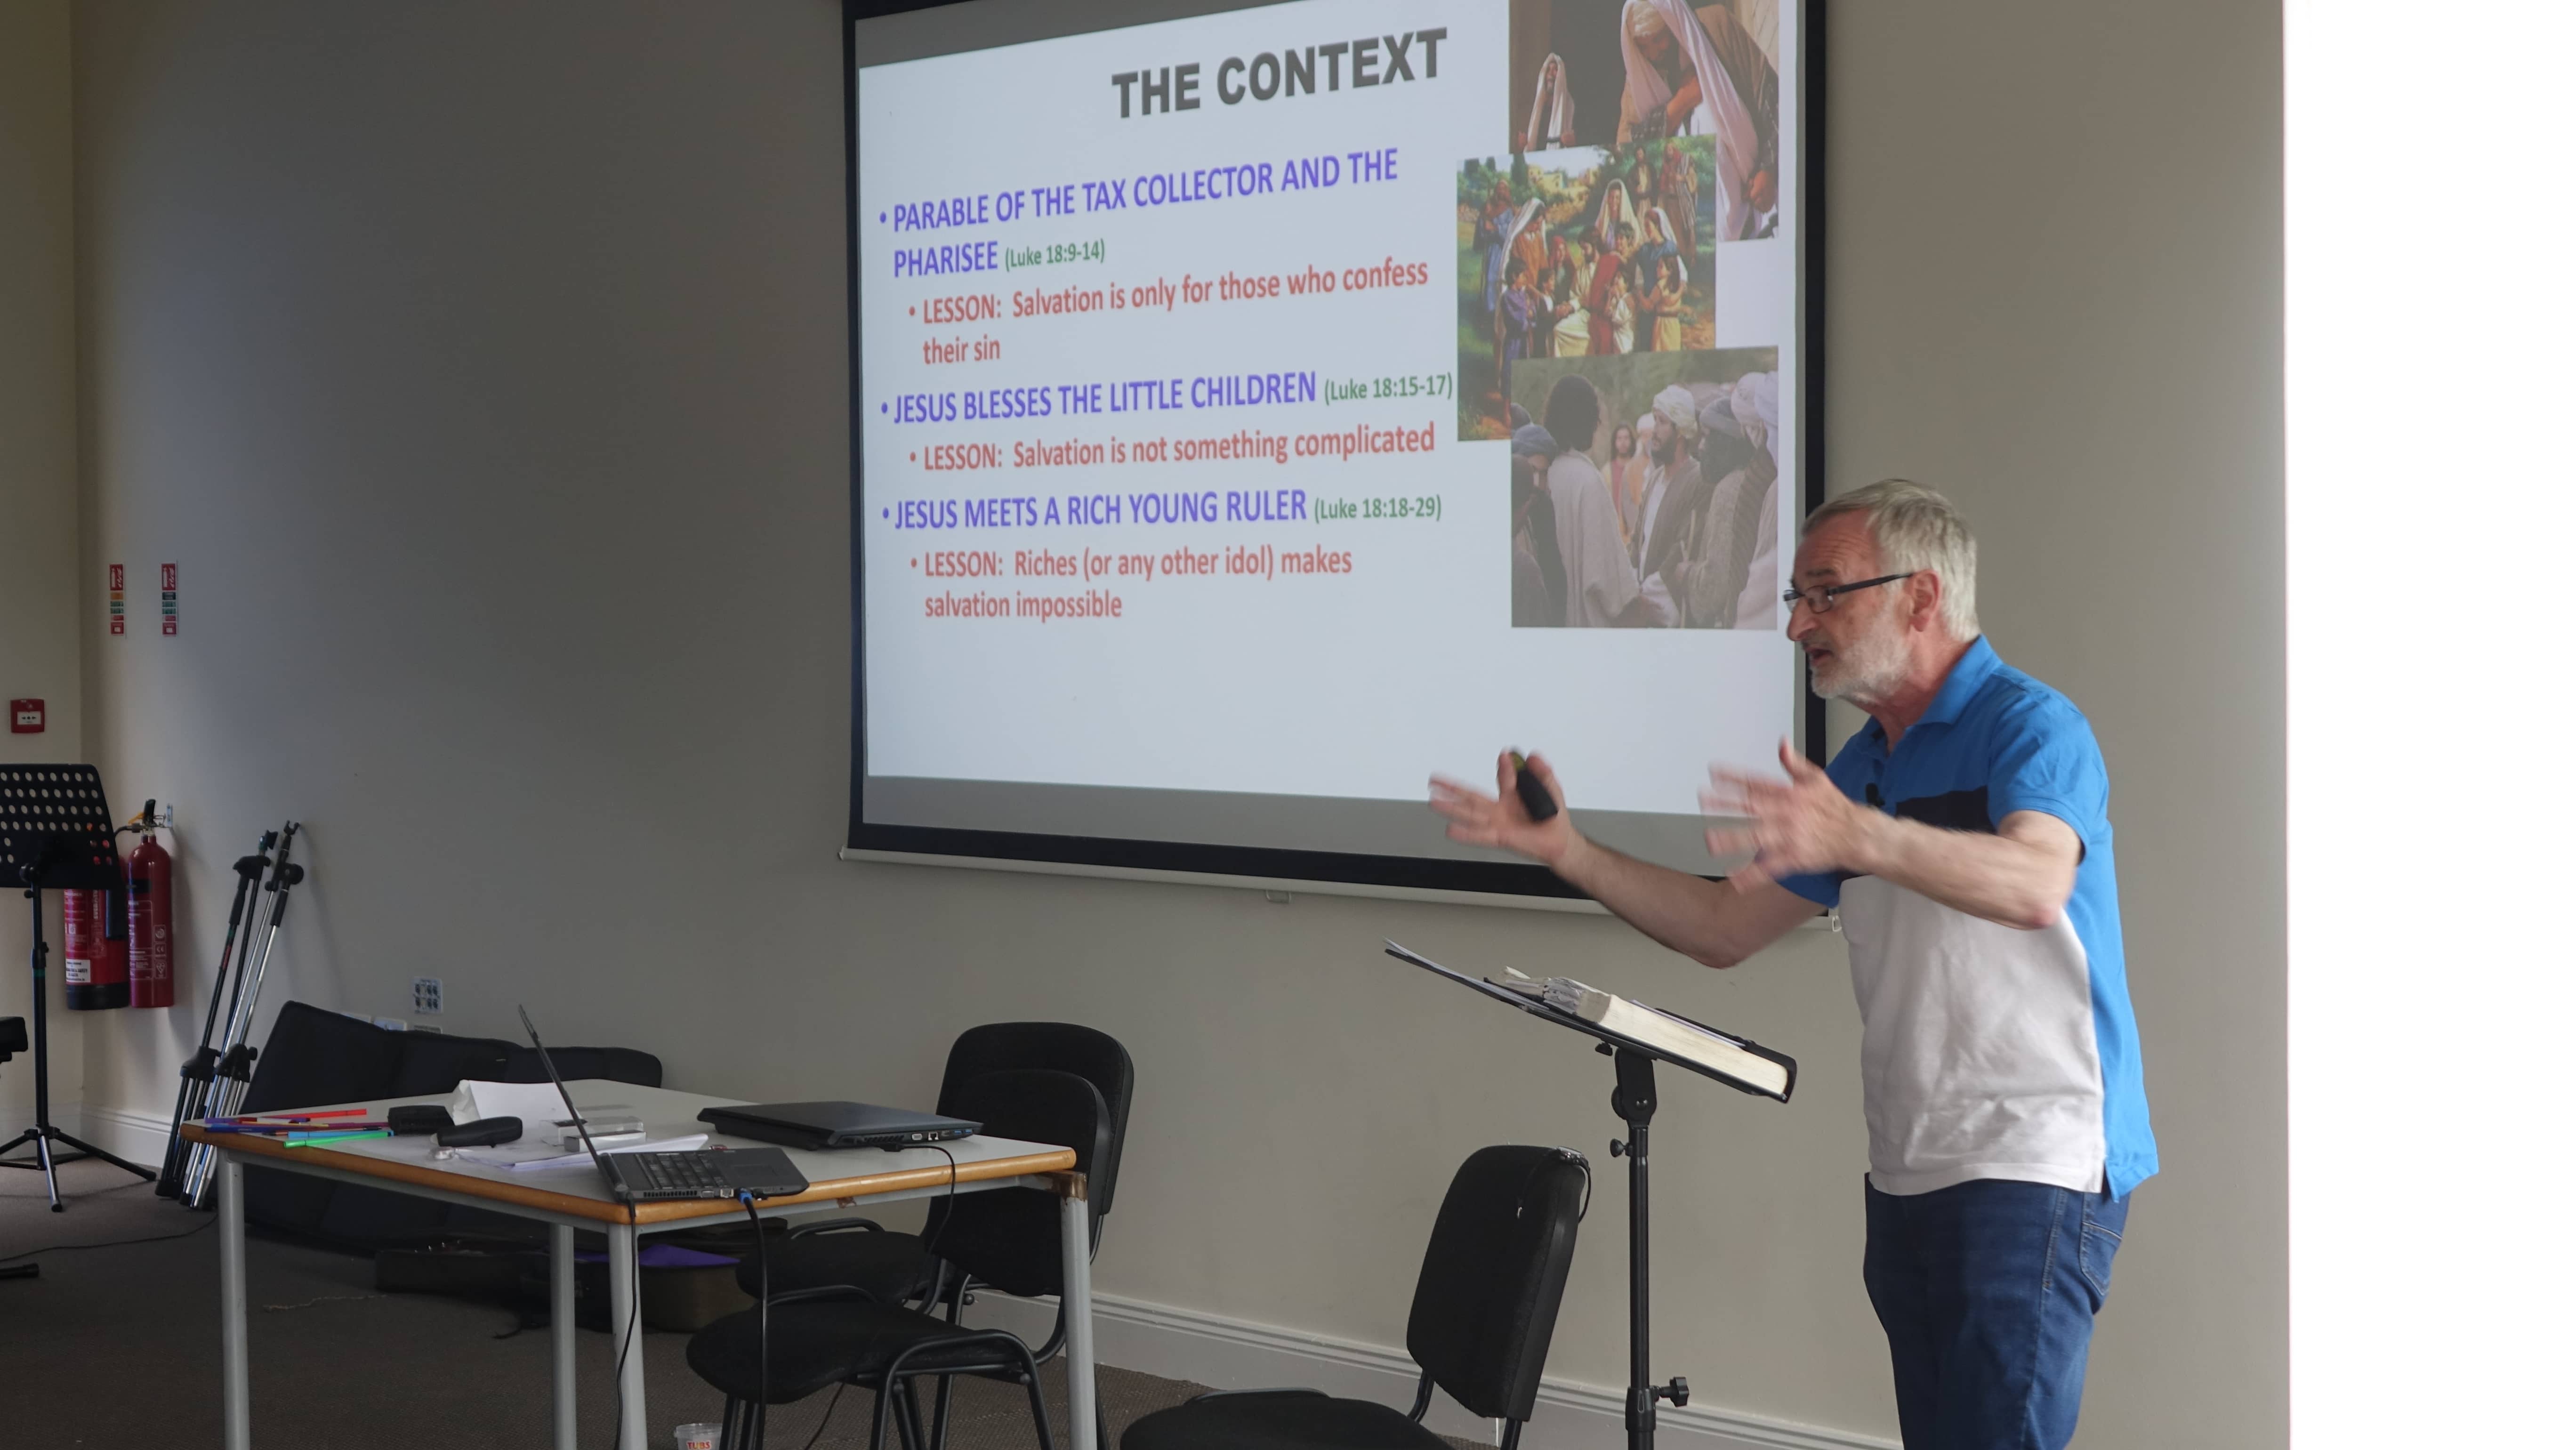 THE CONTEXT
• PARABLE OF THE TAX COLLECTOR AND THE
PHARISEE (Luke 18:9-14)
• LESSON: Salvation is only for those who confess
their sin
• JESUS BLESSES THE LITTLE CHILDREN (Luke 18:15-17)
• LESSON: Salvation is not something complicated
• JESUS MEETS A RICH YOUNG RULER (Luke 18:18-29)
• LESSON: Riches (or any other idol) makes
salvation impossible
TUBS